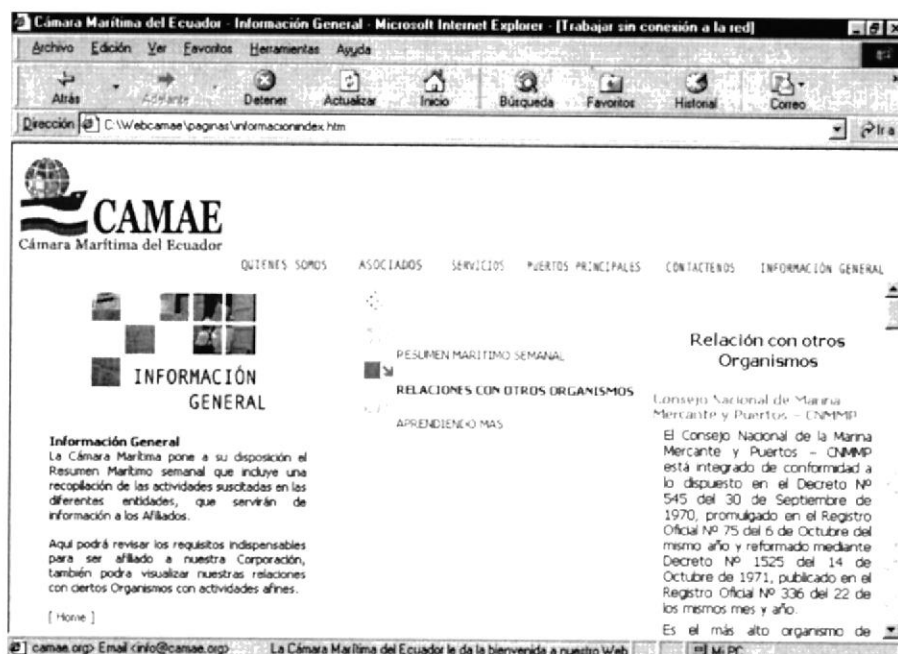 Cámara Marítima del Ecuador - Información General - Microsoft Internet Explorer - [Trabajar sin conexión a la red]
Archivo Edición Ver Favoritos Herramientas Ayuda
Atrás Adelante Detener Actualizar Inicio Búsqueda Favoritos Historial Correo
Dirección C:\Webcamae\paginas\informacionindex.htm Ir a
CAMAE
Cámara Marítima del Ecuador
QUIENES SOMOS ASOCIADOS SERVICIOS PUERTOS PRINCIPALES CONTACTENOS INFORMACIÓN GENERAL
INFORMACIÓN
GENERAL
Información General
La Cámara Marítima pone a su disposición el
Resumen Marítimo semanal que incluye una
recopilación de las actividades suscitadas en las
diferentes entidades, que servirán de
información a los Afiliados.
Aquí podrá revisar los requisitos indispensables
para ser afiliado a nuestra Corporación,
también podra visualizar nuestras relaciones
con ciertos Organismos con actividades afines.
[ Home ]
RESUMEN MARITIMO SEMANAL
RELACIONES CON OTROS ORGANISMOS
APRENDIENDO MAS
Relación con otros
Organismos
Consejo Nacional de Marina
Mercante y Puertos – CNMMP
El Consejo Nacional de la Marina
Mercante y Puertos – CNMMP
está integrado de conformidad a
lo dispuesto en el Decreto Nº
545 del 30 de Septiembre de
1970, promulgado en el Registro
Oficial Nº 75 del 6 de Octubre del
mismo año y reformado mediante
Decreto Nº 1525 del 14 de
Octubre de 1971, publicado en el
Registro Oficial Nº 336 del 22 de
los mismos mes y año.
Es el más alto organismo de
camae.org> Email <info@camae.org> La Cámara Marítima del Ecuador le da la bienvenida a nuestro Web Mi PC